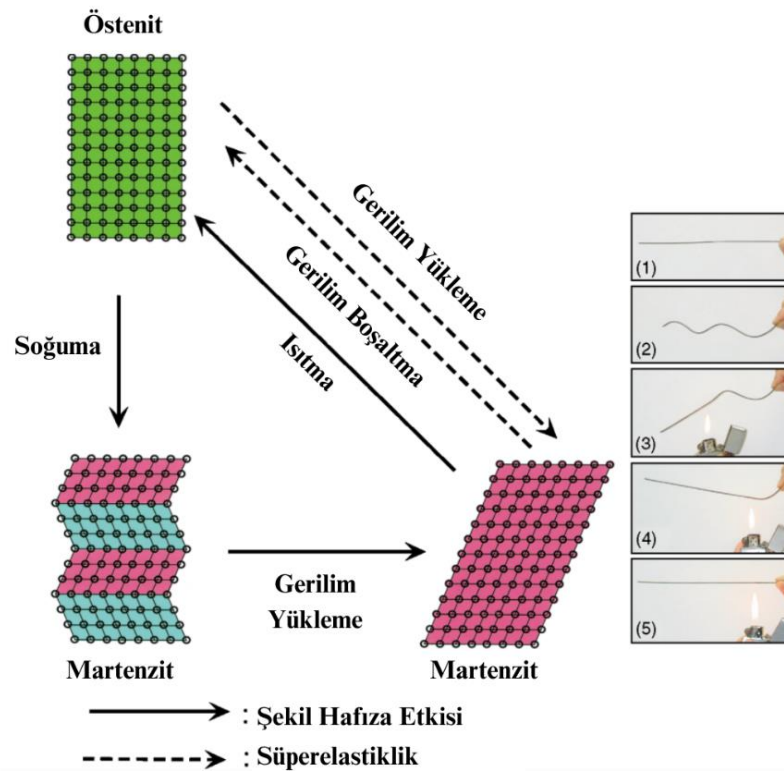 Östenit
Gerilim Yükleme
Gerilim Boşaltma
Isıtma
Soğuma
Gerilim
Yükleme
Martenzit
Martenzit
: Şekil Hafıza Etkisi
: Süperelastiklik
(1)
(2)
(3)
(4)
(5)